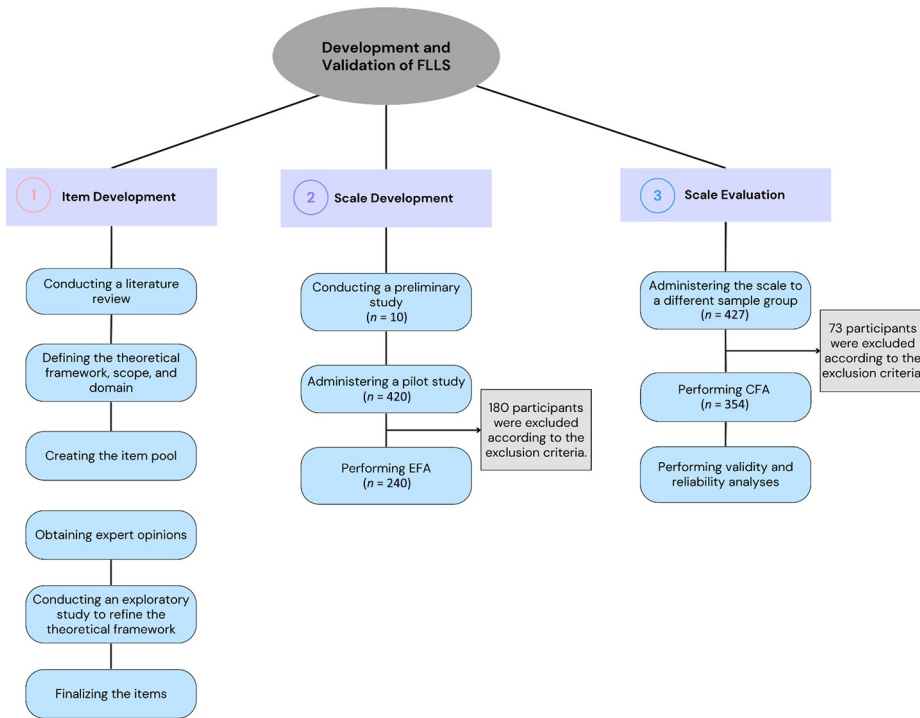 Development and
Validation of FLLS
1
Item Development
Conducting a literature
review
Defining the theoretical
framework, scope, and
domain
Creating the item pool
Obtaining expert opinions
Conducting an exploratory
study to refine the
theoretical framework
Finalizing the items
2
Scale Development
Conducting a preliminary
study
(n = 10)
Administering a pilot study
(n = 420)
180 participants
were excluded
according to the
exclusion criteria.
Performing EFA
(n = 240)
3
Scale Evaluation
Administering the scale to
a different sample group
(n = 427)
73 participants
were excluded
according to the
exclusion criteria
Performing CFA
(n = 354)
Performing validity and
reliability analyses